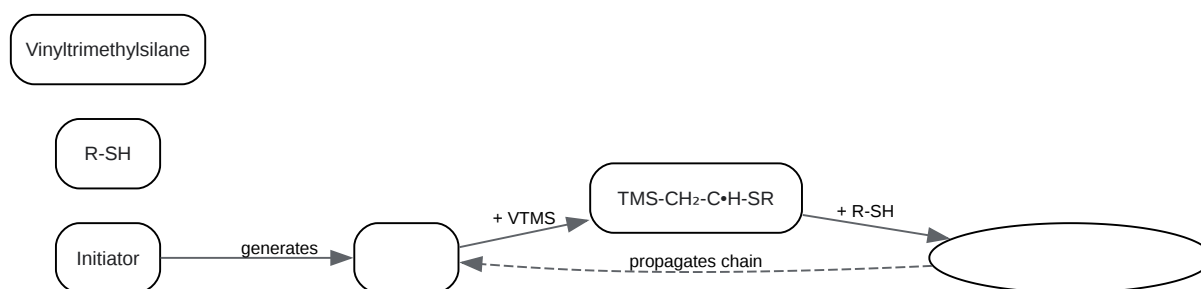 Vinyltrimethylsilane
R-SH
Initiator
generates
+ VTMS
TMS-CH₂-C•H-SR
+ R-SH
propagates chain